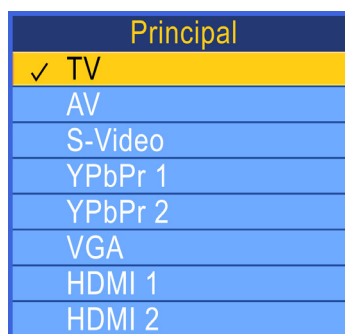 Principal
✓ TV
AV
S-Video
YPbPr 1
YPbPr 2
VGA
HDMI 1
HDMI 2